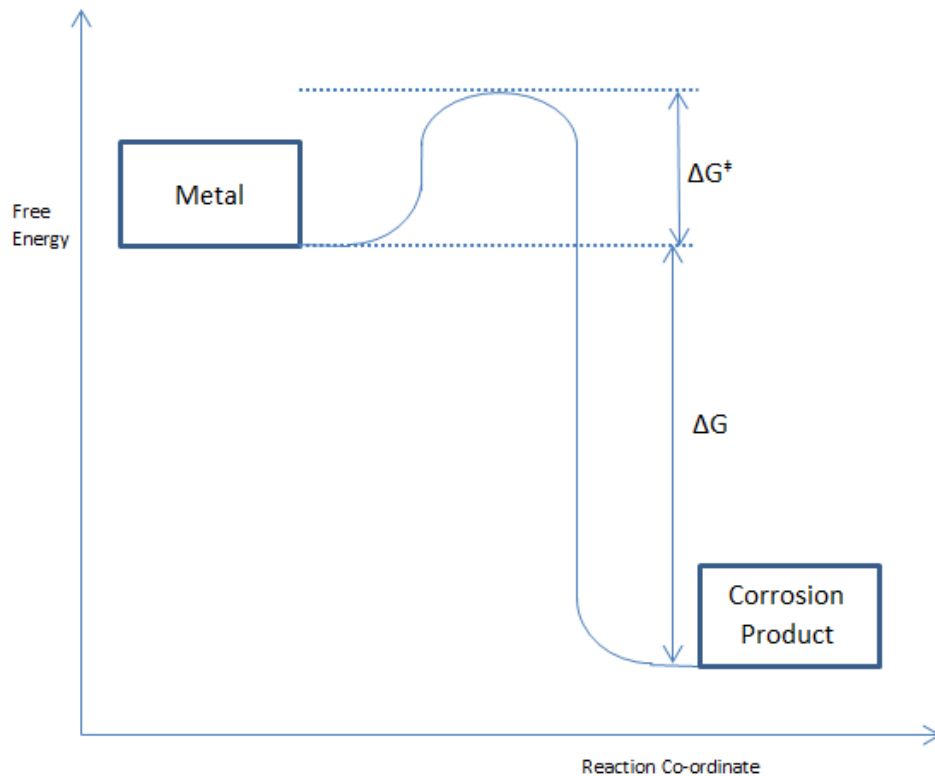 Metal
Free
Energy
ΔG‡
ΔG
Corrosion
Product
Reaction Co-ordinate